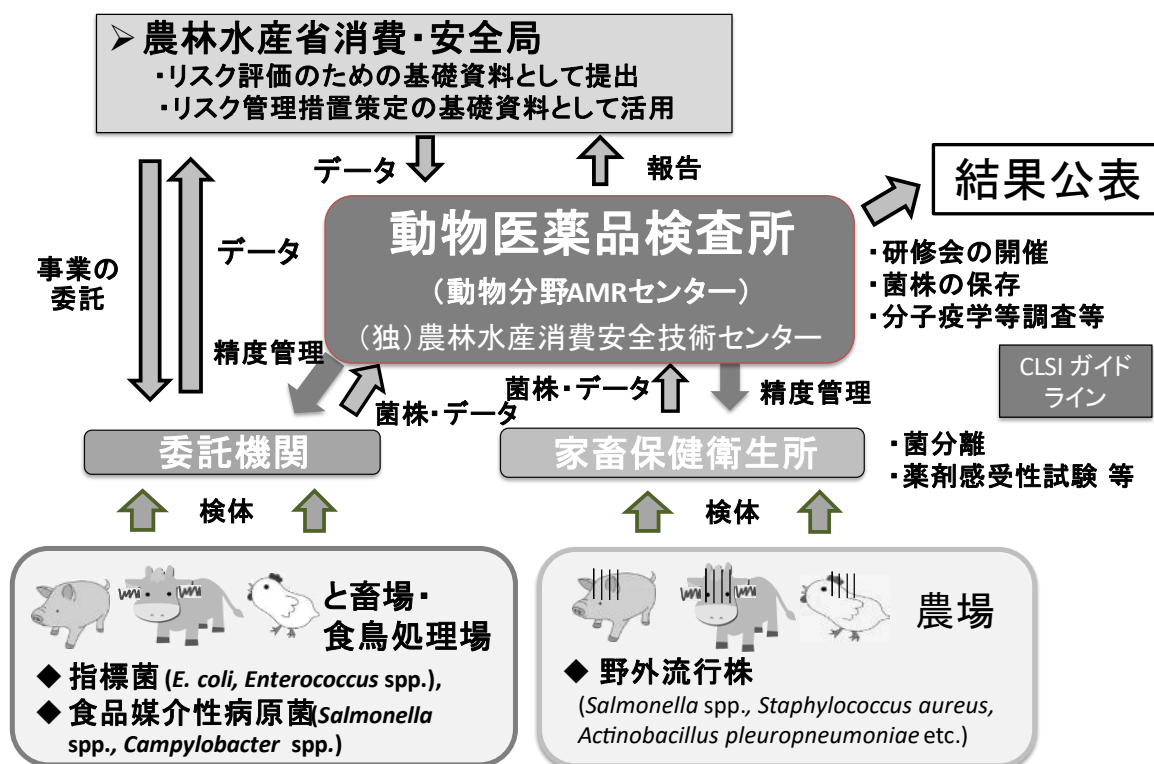 ➢ 農林水産省消費・安全局
・リスク評価のための基礎資料として提出
・リスク管理措置策定の基礎資料として活用
データ
報告
結果公表
動物医薬品検査所
（動物分野AMRセンター）
（独）農林水産消費安全技術センター
・研修会の開催
・菌株の保存
・分子疫学等調査等
事業の
委託
データ
精度管理
菌株・データ
菌株・データ
精度管理
CLSI ガイド
ライン
委託機関
家畜保健衛生所
・菌分離
・薬剤感受性試験 等
検体
検体
と畜場・
食鳥処理場
◆ 指標菌 (E. coli, Enterococcus spp.),
◆ 食品媒介性病原菌(Salmonella
spp., Campylobacter spp.)
農場
◆ 野外流行株
(Salmonella spp., Staphylococcus aureus,
Actinobacillus pleuropneumoniae etc.)